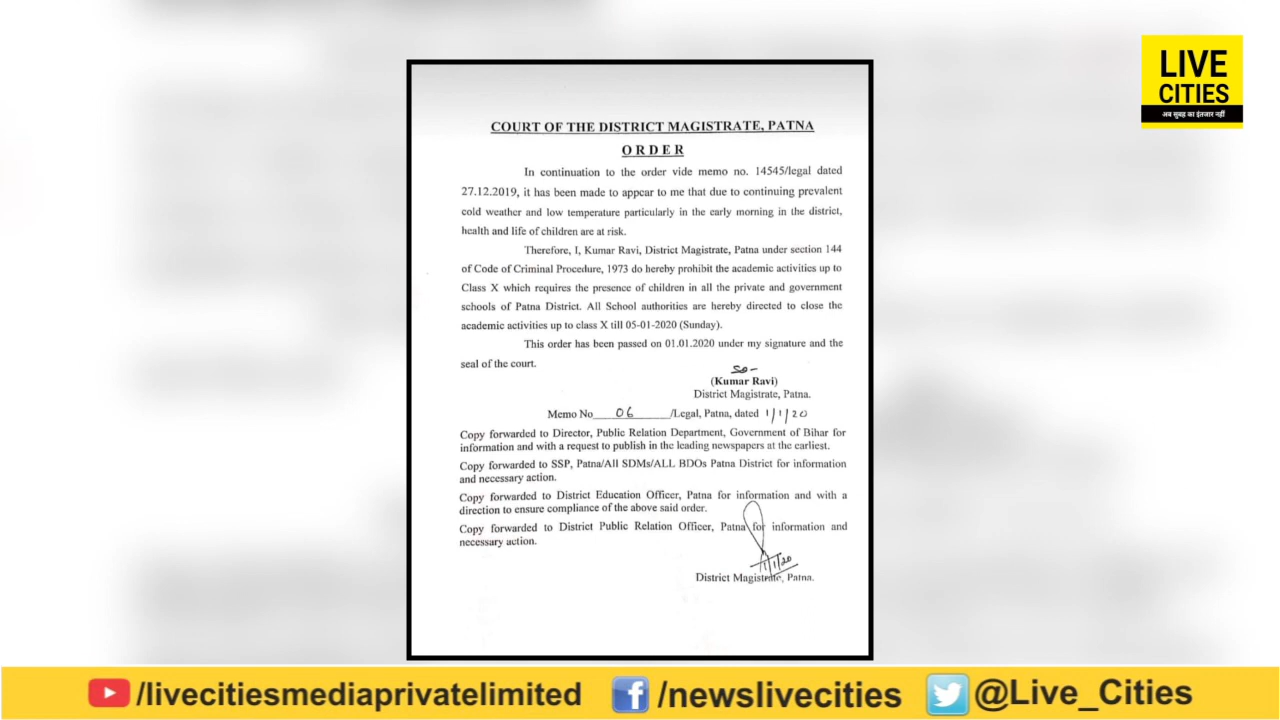 LIVE
CITIES
अब सुबह का इंतजार नहीं
COURT OF THE DISTRICT MAGISTRATE, PATNA
ORDER
In continuation to the order vide memo no. 14545/legal dated
27.12.2019, it has been made to appear to me that due to continuing prevalent
cold weather and low temperature particularly in the early morning in the district,
health and life of children are at risk.
Therefore, I, Kumar Ravi, District Magistrate, Patna under section 144
of Code of Criminal Procedure, 1973 do hereby prohibit the academic activities up to
Class X which requires the presence of children in all the private and government
schools of Patna District. All School authorities are hereby directed to close the
academic activities up to class X till 05-01-2020 (Sunday).
This order has been passed on 01.01.2020 under my signature and the
seal of the court.
Sd-
(Kumar Ravi)
District Magistrate, Patna.
Memo No 06 /Legal, Patna, dated 1/1/20
Copy forwarded to Director, Public Relation Department, Government of Bihar for
information and with a request to publish in the leading newspapers at the earliest.
Copy forwarded to SSP, Patna/All SDMs/ALL BDOs Patna District for information
and necessary action.
Copy forwarded to District Education Officer, Patna for information and with a
direction to ensure compliance of the above said order.
Copy forwarded to District Public Relation Officer, Patna for information and
necessary action.
1/1/20
District Magistrate, Patna.
/livecitiesmediaprivatelimited
/newslivecities
@Live_Cities